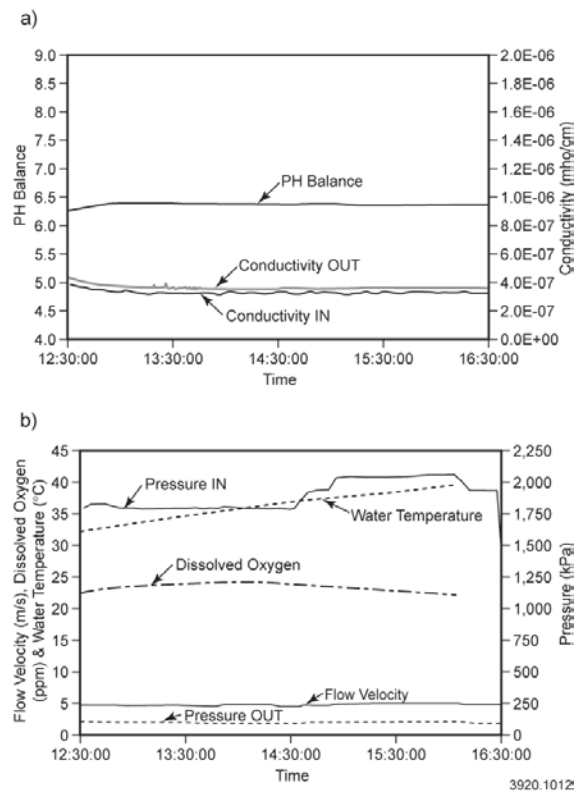 a)
9.0
8.5
8.0
7.5
7.0
6.5
6.0
5.5
5.0
4.5
4.0
PH Balance
2.0E-06
1.8E-06
1.6E-06
1.4E-06
1.2E-06
1.0E-06
8.0E-07
6.0E-07
4.0E-07
2.0E-07
0.0E+00
Conductivity (mho/cm)
PH Balance
Conductivity OUT
Conductivity IN
12:30:00 13:30:00 14:30:00 15:30:00 16:30:00
Time
b)
45
40
35
30
25
20
15
10
5
0
Flow Velocity (m/s), Dissolved Oxygen
(ppm) & Water Temperature (°C)
2,250
2,000
1,750
1,500
1,250
1,000
750
500
250
0
Pressure (kPa)
Pressure IN
Water Temperature
Dissolved Oxygen
Flow Velocity
Pressure OUT
12:30:00 13:30:00 14:30:00 15:30:00 16:30:00
Time